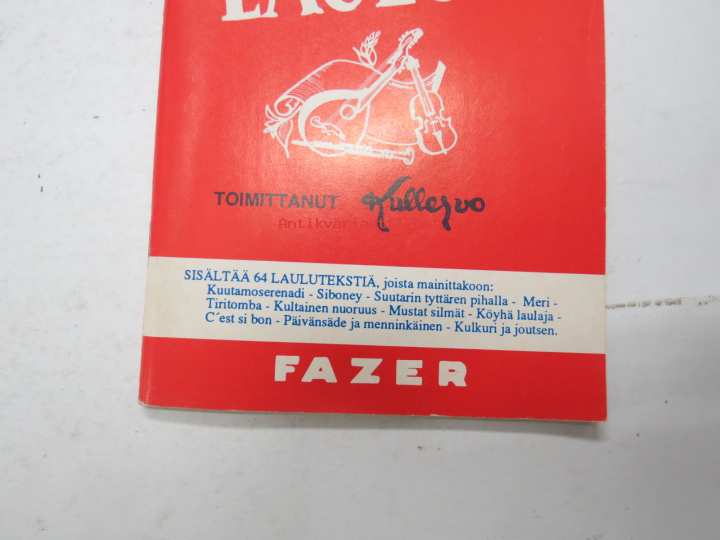 TOIMITTANUT Kullervo
SISÄLTÄÄ 64 LAULUTEKSTIÄ, joista mainittakoon:
Kuutamoserenadi - Siboney - Suutarin tyttären pihalla - Meri -
Tiritomba - Kultainen nuoruus - Mustat silmät - Köyhä laulaja -
C´est si bon - Päivänsäde ja menninkäinen - Kulkuri ja joutsen.
FAZER